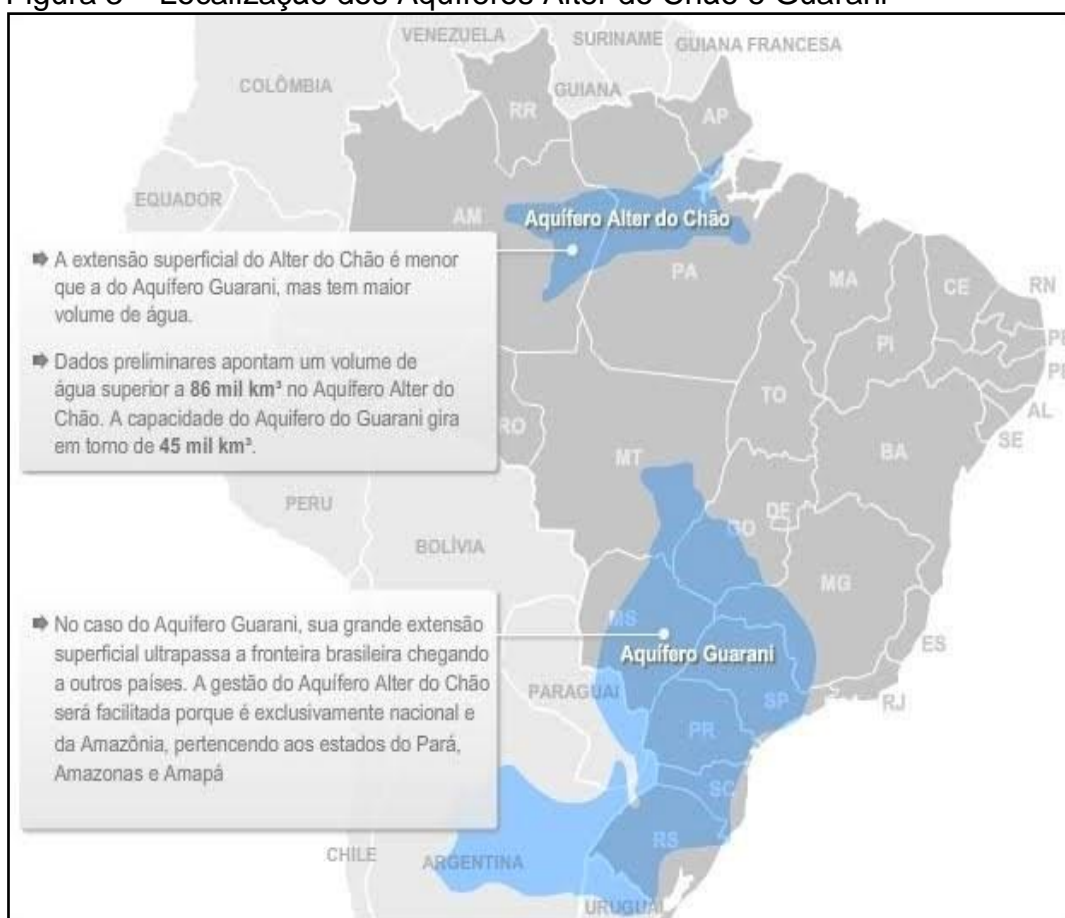 Figura 3 – Localização dos Aquíferos Alter do Chão e Guarani
VENEZUELA
SURINAME
GUIANA FRANCESA
COLÔMBIA
GUIANA
RR
AP
EQUADOR
AM
Aquífero Alter do Chão
➡ A extensão superficial do Alter do Chão é menor
que a do Aquífero Guarani, mas tem maior
volume de água.
➡ Dados preliminares apontam um volume de
água superior a 86 mil km³ no Aquífero Alter do
Chão. A capacidade do Aquifero do Guarani gira
em torno de 45 mil km³.
PA
MA
CE
RN
PI
TO
AL
SE
RO
MT
BA
PERU
DF
GO
BOLÍVIA
MG
➡ No caso do Aquífero Guarani, sua grande extensão
superficial ultrapassa a fronteira brasileira chegando
a outros países. A gestão do Aquífero Alter do Chão
será facilitada porque é exclusivamente nacional e
da Amazônia, pertencendo aos estados do Pará,
Amazonas e Amapá
MS
ES
Aquífero Guarani
PARAGUAI
SP
RJ
PR
SC
RS
CHILE
ARGENTINA
URUGUAI